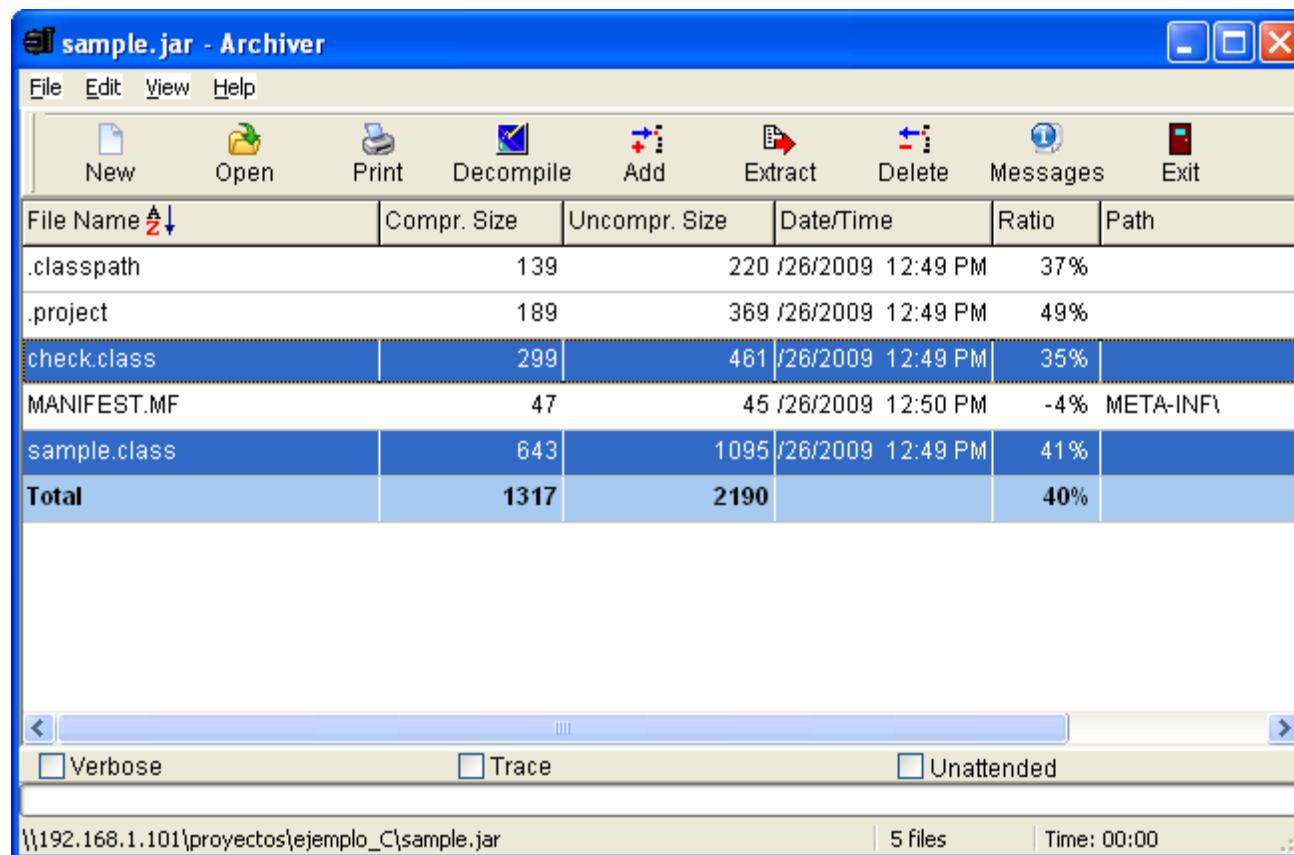 sample.jar - Archiver
File Edit View Help
New Open Print Decompile Add Extract Delete Messages Exit
File Name Compr. Size Uncompr. Size Date/Time Ratio Path
.classpath 139 220 /26/2009 12:49 PM 37%
.project 189 369 /26/2009 12:49 PM 49%
check.class 299 461 /26/2009 12:49 PM 35%
MANIFEST.MF 47 45 /26/2009 12:50 PM -4% META-INF\
sample.class 643 1095 /26/2009 12:49 PM 41%
Total 1317 2190 40%
Verbose Trace Unattended
\\192.168.1.101\proyectos\ejemplo_C\sample.jar 5 files Time: 00:00